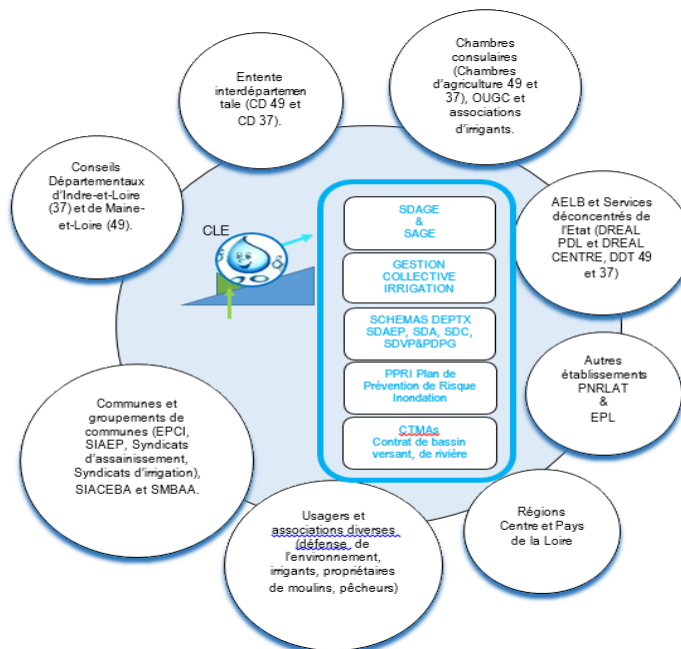 Chambres
consulaires
(Chambres
d'agriculture 49 et
37), OUGC et
associations
d'irrigants.
Entente
interdépartemen
tale (CD 49 et
CD 37).
Conseils
Départementaux
d'Indre-et-Loire
(37) et de Maine-
et-Loire (49).
CLE
SDAGE
&
SAGE
GESTION
COLLECTIVE
IRRIGATION
SCHEMAS DEPTX
SDAEP, SDA, SDC,
SDVP&PDPG
PPRI Plan de
Prévention de Risque
Inondation
CTMAs
Contrat de bassin
versant, de rivière
AELB et Services
déconcentrés de
l'Etat (DREAL
PDL et DREAL
CENTRE, DDT 49
et 37)
Autres
établissements
PNRLAT
&
EPL
Communes et
groupements de
communes (EPCI,
SIAEP, Syndicats
d'assainissement,
Syndicats d'irrigation),
SIACEBA et SMBAA.
Usagers et
associations diverses
(défense de
l'environnement,
irrigants, propriétaires
de moulins, pêcheurs)
Régions
Centre et Pays
de la Loire